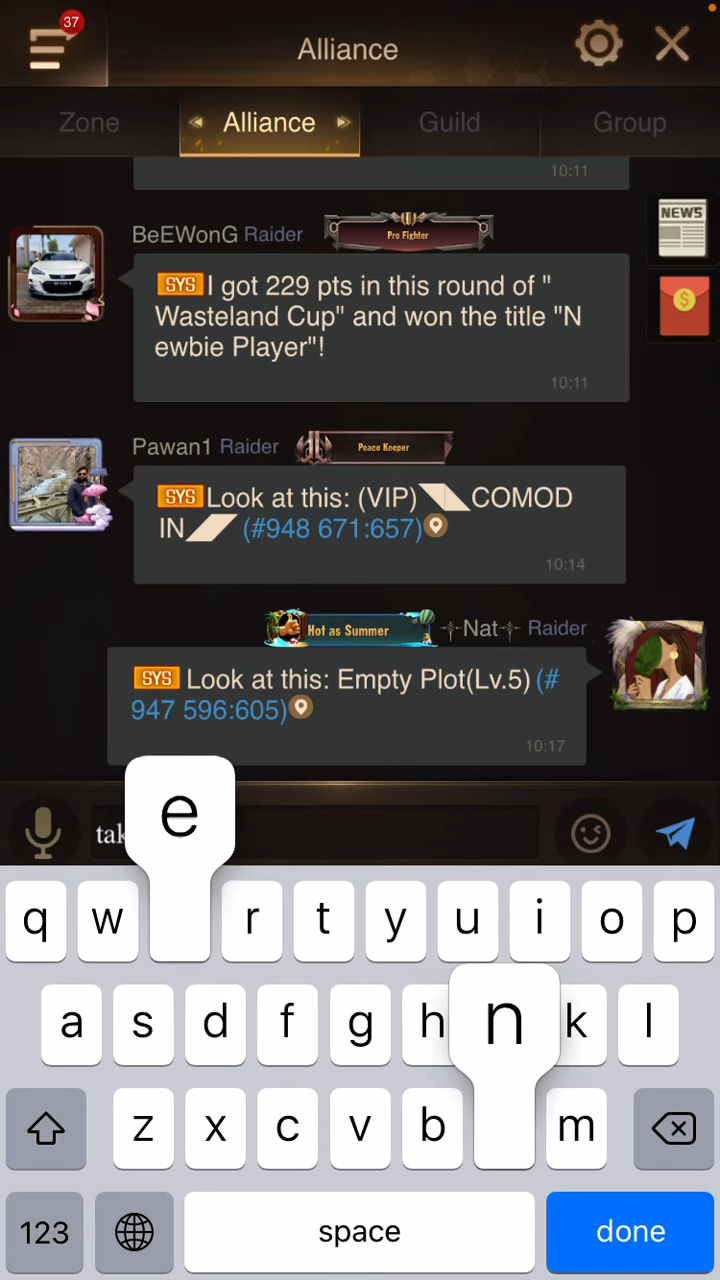 37
Alliance
Zone
Alliance
Guild
Group
10:11
NEWS
BeEWonG Raider
Pro Fighter
SYS I got 229 pts in this round of "
Wasteland Cup" and won the title "N
ewbie Player"!
10:11
Pawan1 Raider
Peace Keeper
SYS Look at this: (VIP)◥◣COMOD
IN◢◤ (#948 671:657)
10:14
Hot as Summer
Nat Raider
SYS Look at this: Empty Plot(Lv.5) (#
947 596:605)
10:17
tak
e
q w r t y u i o p
a s d f g h n k l
z x c v b m
123 space done